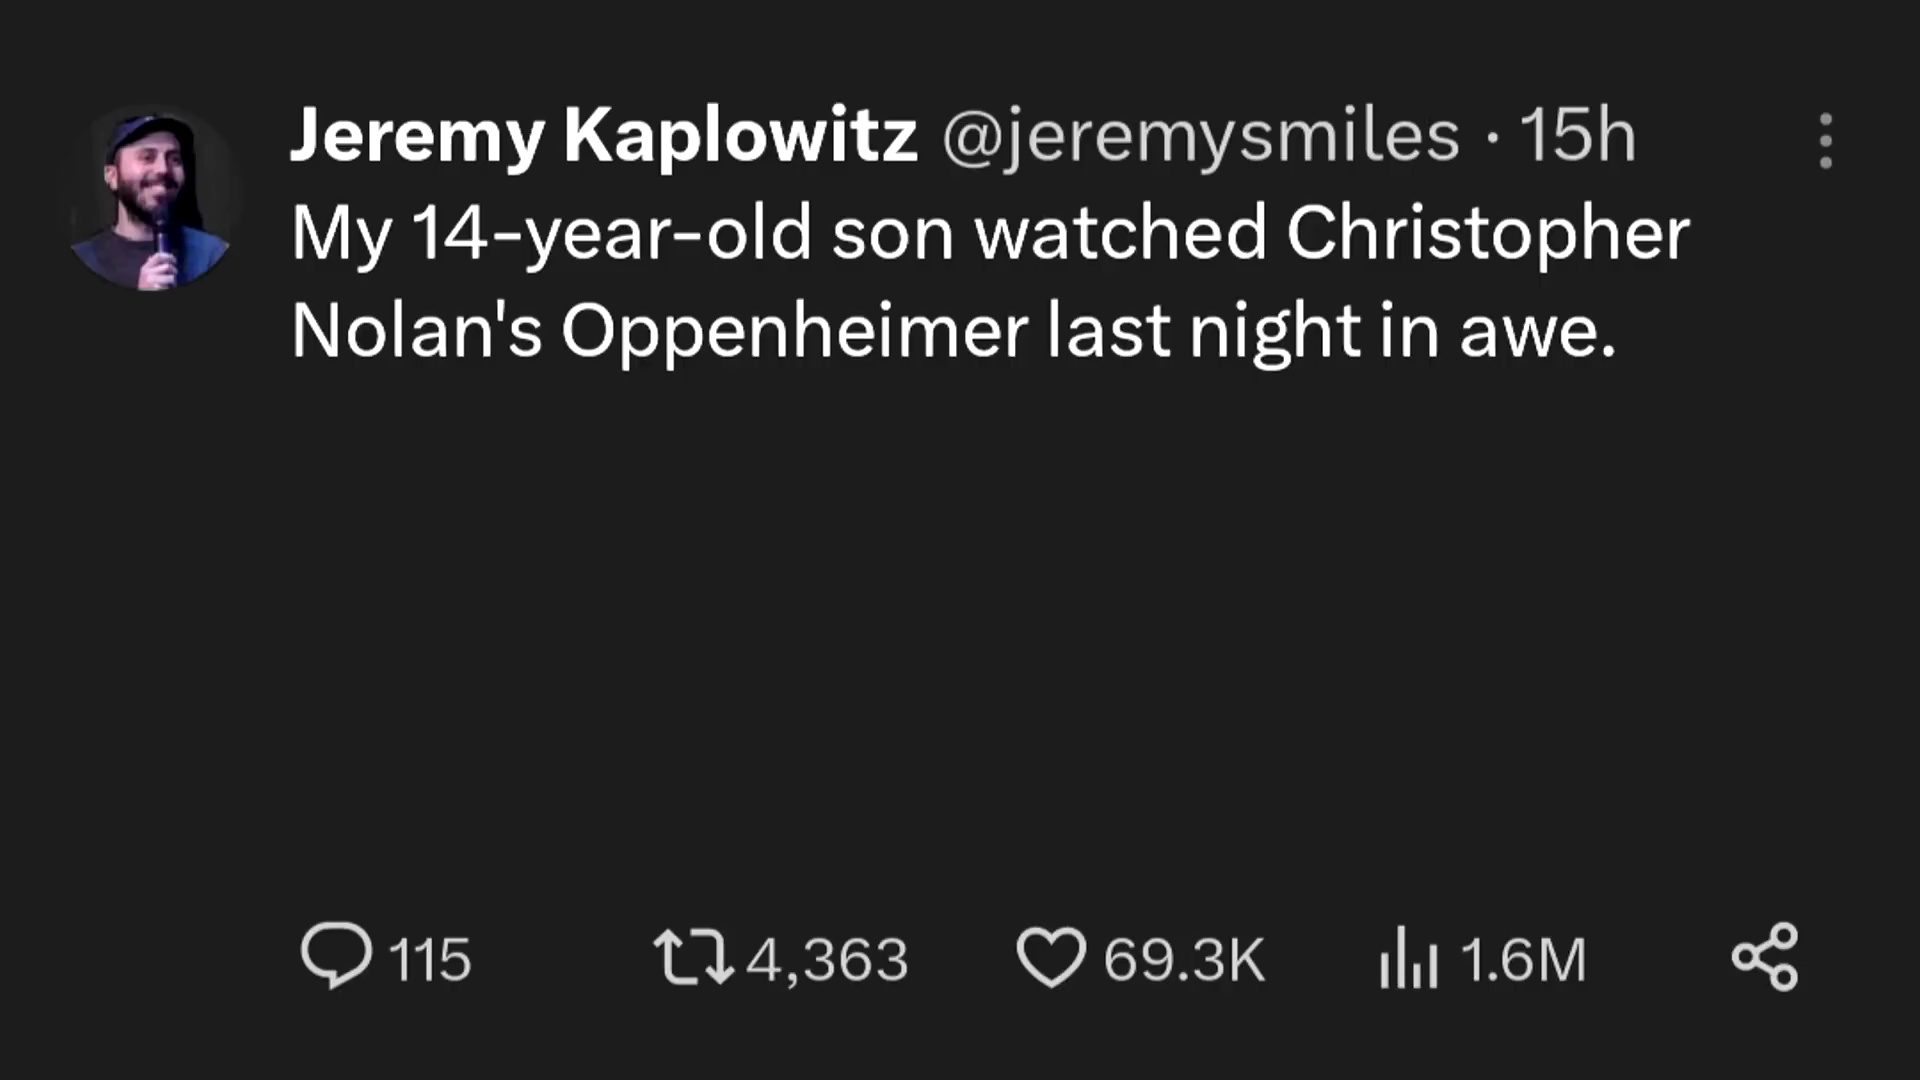 Jeremy Kaplowitz @jeremysmiles · 15h
My 14-year-old son watched Christopher
Nolan's Oppenheimer last night in awe.
115 4,363 69.3K 1.6M